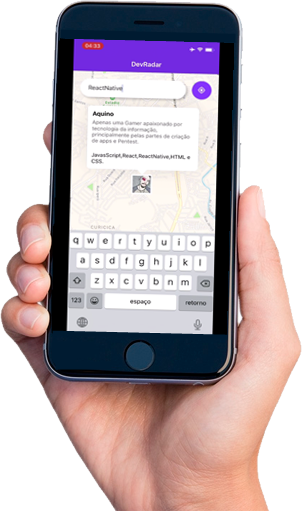 04:33
DevRadar
ReactNative
Aquino
Apenas uma Gamer apaixonado por
tecnologia da informação,
principalmente pelas partes de criação
de apps e Pentest.
JavaScript,React,ReactNative,HTML e
CSS.
CURICICA
q w e r t y u i o p
a s d f g h j k l
z x c v b n m
123 espaço retorno